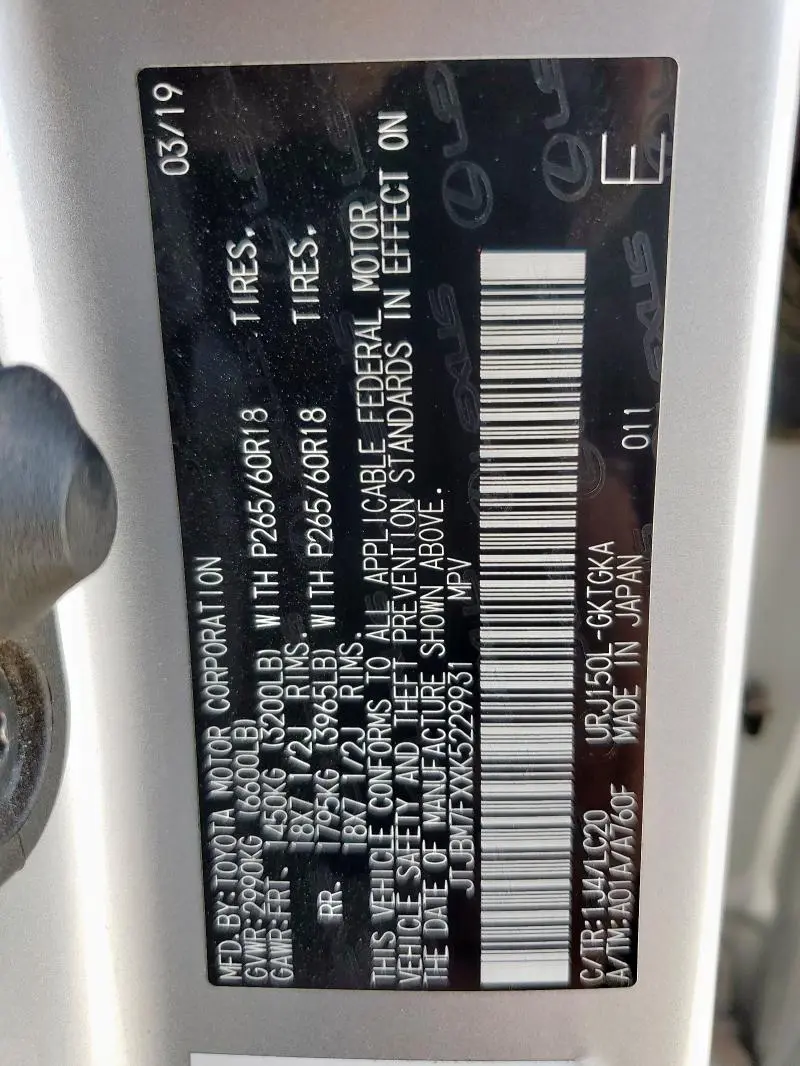 MFD.BY:TOYOTA MOTOR CORPORATION 03/19
GVWR:2990KG (6600LB)
GAWR:FRT. 1450KG (3200LB) WITH P265/60R18 TIRES.
18X7 1/2J RIMS.
RR. 1795KG (3965LB) WITH P265/60R18 TIRES.
18X7 1/2J RIMS.
THIS VEHICLE CONFORMS TO ALL APPLICABLE FEDERAL MOTOR
VEHICLE SAFETY AND THEFT PREVENTION STANDARDS IN EFFECT ON
THE DATE OF MANUFACTURE SHOWN ABOVE.
JTJBM7FXXK5229931 MPV
C/TR:1J4/LC20 URJ150L-GKTGKA 011 E
A/TM:A01A/A760F MADE IN JAPAN